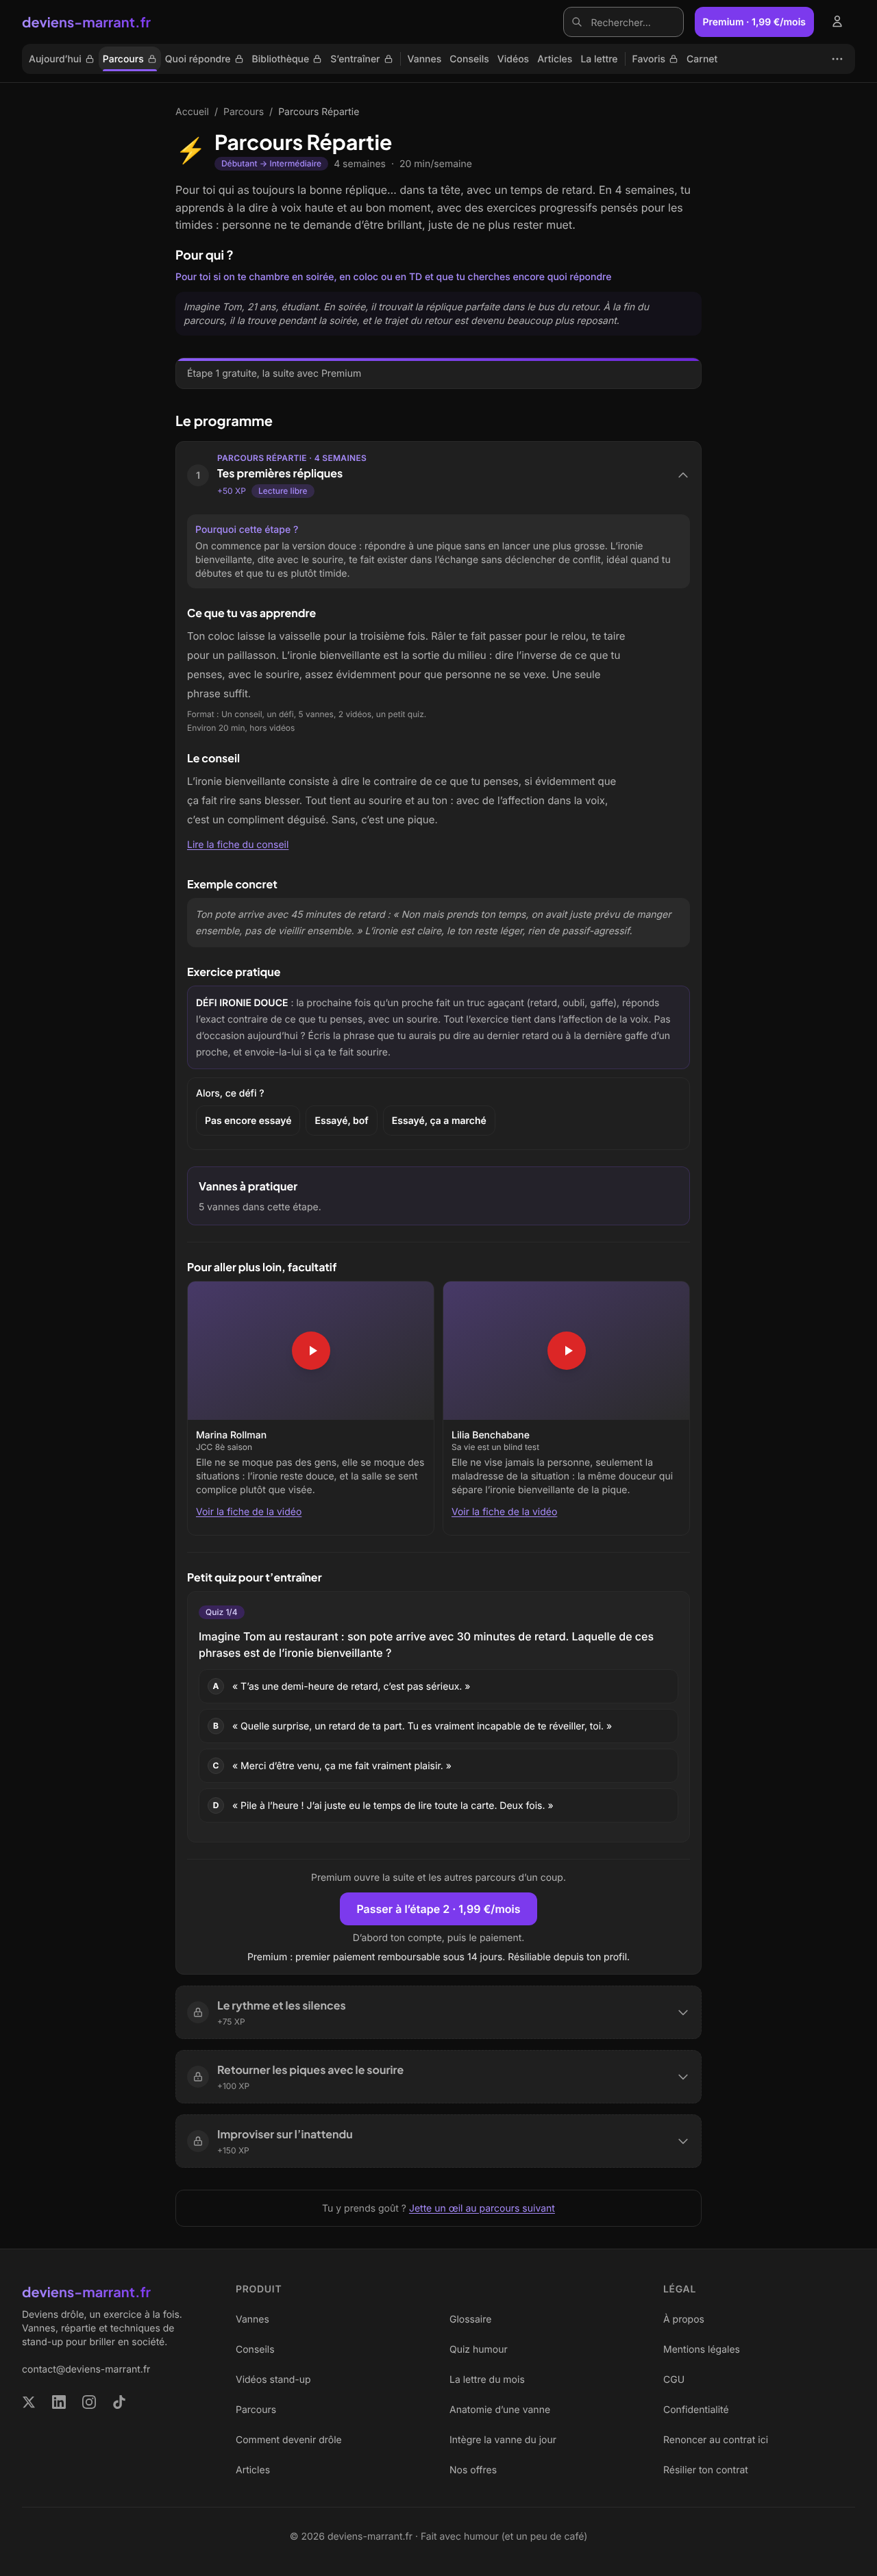 deviens-marrant.fr
Rechercher...
Premium · 1,99 €/mois
Aujourd’hui
Parcours
Quoi répondre
Bibliothèque
S’entraîner
Vannes
Conseils
Vidéos
Articles
La lettre
Favoris
Carnet
Accueil / Parcours / Parcours Répartie
Parcours Répartie
Débutant → Intermédiaire
4 semaines · 20 min/semaine
Pour toi qui as toujours la bonne réplique… dans ta tête, avec un temps de retard. En 4 semaines, tu
apprends à la dire à voix haute et au bon moment, avec des exercices progressifs pensés pour les
timides : personne ne te demande d’être brillant, juste de ne plus rester muet.
Pour qui ?
Pour toi si on te chambre en soirée, en coloc ou en TD et que tu cherches encore quoi répondre
Imagine Tom, 21 ans, étudiant. En soirée, il trouvait la réplique parfaite dans le bus du retour. À la fin du
parcours, il la trouve pendant la soirée, et le trajet du retour est devenu beaucoup plus reposant.
Étape 1 gratuite, la suite avec Premium
Le programme
PARCOURS RÉPARTIE · 4 SEMAINES
1
Tes premières répliques
+50 XP
Lecture libre
Pourquoi cette étape ?
On commence par la version douce : répondre à une pique sans en lancer une plus grosse. L’ironie
bienveillante, dite avec le sourire, te fait exister dans l’échange sans déclencher de conflit, idéal quand tu
débutes et que tu es plutôt timide.
Ce que tu vas apprendre
Ton coloc laisse la vaisselle pour la troisième fois. Râler te fait passer pour le relou, te taire
pour un paillasson. L’ironie bienveillante est la sortie du milieu : dire l’inverse de ce que tu
penses, avec le sourire, assez évidemment pour que personne ne se vexe. Une seule
phrase suffit.
Format : Un conseil, un défi, 5 vannes, 2 vidéos, un petit quiz.
Environ 20 min, hors vidéos
Le conseil
L’ironie bienveillante consiste à dire le contraire de ce que tu penses, si évidemment que
ça fait rire sans blesser. Tout tient au sourire et au ton : avec de l’affection dans la voix,
c’est un compliment déguisé. Sans, c’est une pique.
Lire la fiche du conseil
Exemple concret
Ton pote arrive avec 45 minutes de retard : « Non mais prends ton temps, on avait juste prévu de manger
ensemble, pas de vieillir ensemble. » L’ironie est claire, le ton reste léger, rien de passif-agressif.
Exercice pratique
DÉFI IRONIE DOUCE : la prochaine fois qu’un proche fait un truc agaçant (retard, oubli, gaffe), réponds
l’exact contraire de ce que tu penses, avec un sourire. Tout l’exercice tient dans l’affection de la voix. Pas
d’occasion aujourd’hui ? Écris la phrase que tu aurais pu dire au dernier retard ou à la dernière gaffe d’un
proche, et envoie-la-lui si ça te fait sourire.
Alors, ce défi ?
Pas encore essayé
Essayé, bof
Essayé, ça a marché
Vannes à pratiquer
5 vannes dans cette étape.
Pour aller plus loin, facultatif
Marina Rollman
JCC 8è saison
Elle ne se moque pas des gens, elle se moque des
situations : l’ironie reste douce, et la salle se sent
complice plutôt que visée.
Voir la fiche de la vidéo
Lilia Benchabane
Sa vie est un blind test
Elle ne vise jamais la personne, seulement la
maladresse de la situation : la même douceur qui
sépare l’ironie bienveillante de la pique.
Voir la fiche de la vidéo
Petit quiz pour t’entraîner
Quiz 1/4
Imagine Tom au restaurant : son pote arrive avec 30 minutes de retard. Laquelle de ces
phrases est de l’ironie bienveillante ?
A « T’as une demi-heure de retard, c’est pas sérieux. »
B « Quelle surprise, un retard de ta part. Tu es vraiment incapable de te réveiller, toi. »
C « Merci d’être venu, ça me fait vraiment plaisir. »
D « Pile à l’heure ! J’ai juste eu le temps de lire toute la carte. Deux fois. »
Premium ouvre la suite et les autres parcours d’un coup.
Passer à l’étape 2 · 1,99 €/mois
D’abord ton compte, puis le paiement.
Premium : premier paiement remboursable sous 14 jours. Résiliable depuis ton profil.
Le rythme et les silences
+75 XP
Retourner les piques avec le sourire
+100 XP
Improviser sur l’inattendu
+150 XP
Tu y prends goût ? Jette un œil au parcours suivant
deviens-marrant.fr
Deviens drôle, un exercice à la fois.
Vannes, répartie et techniques de
stand-up pour briller en société.
contact@deviens-marrant.fr
PRODUIT
Vannes
Conseils
Vidéos stand-up
Parcours
Comment devenir drôle
Articles
Glossaire
Quiz humour
La lettre du mois
Anatomie d’une vanne
Intègre la vanne du jour
Nos offres
LÉGAL
À propos
Mentions légales
CGU
Confidentialité
Renoncer au contrat ici
Résilier ton contrat
© 2026 deviens-marrant.fr · Fait avec humour (et un peu de café)